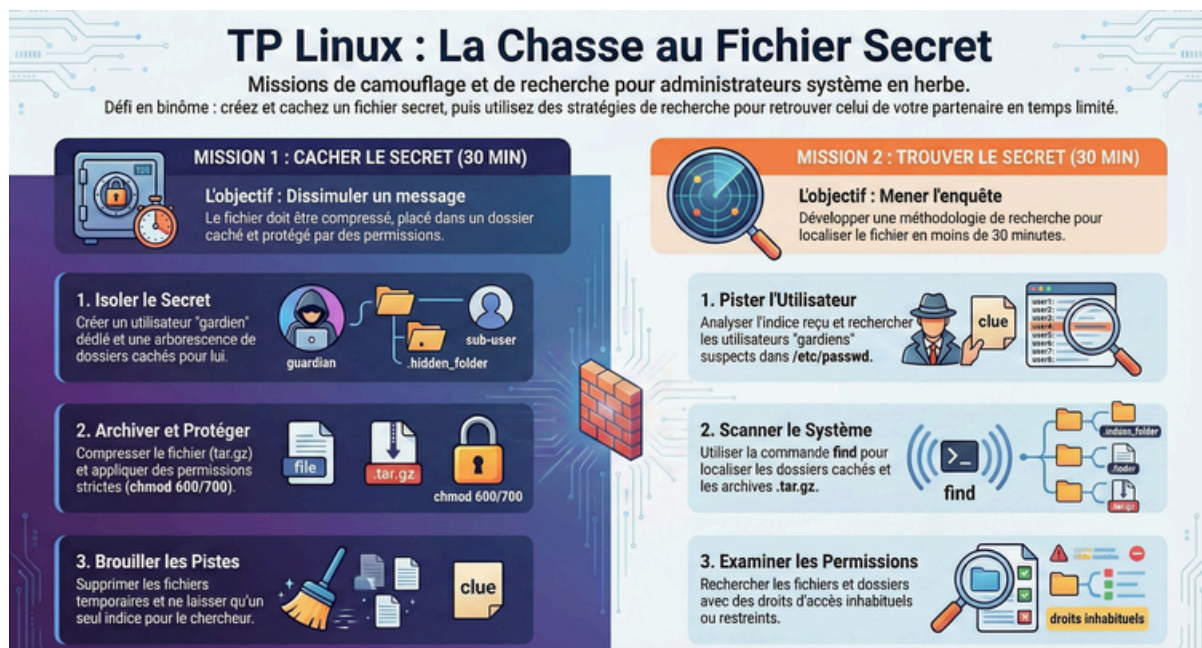 TP Linux : La Chasse au Fichier Secret
Missions de camouflage et de recherche pour administrateurs système en herbe.
Défi en binôme : créez et cachez un fichier secret, puis utilisez des stratégies de recherche pour retrouver celui de votre partenaire en temps limité.
MISSION 1 : CACHER LE SECRET (30 MIN)
L'objectif : Dissimuler un message
Le fichier doit être compressé, placé dans un dossier
caché et protégé par des permissions.
1. Isoler le Secret
Créer un utilisateur "gardien"
dédié et une arborescence de
dossiers cachés pour lui.
guardian
.hidden_folder
sub-user
2. Archiver et Protéger
Compresser le fichier (tar.gz)
et appliquer des permissions
strictes (chmod 600/700).
file
.tar.gz
chmod 600/700
3. Brouiller les Pistes
Supprimer les fichiers
temporaires et ne laisser qu'un
seul indice pour le chercheur.
clue
MISSION 2 : TROUVER LE SECRET (30 MIN)
L'objectif : Mener l'enquête
Développer une méthodologie de recherche pour
localiser le fichier en moins de 30 minutes.
1. Pister l'Utilisateur
Analyser l'indice reçu et rechercher
les utilisateurs "gardiens"
suspects dans /etc/passwd.
clue
user1:
user2:
user3:
user4:
user5:
user6:
user7:
user8:
2. Scanner le Système
Utiliser la commande find pour
localiser les dossiers cachés et
les archives .tar.gz.
find
.tar.gz
3. Examiner les Permissions
Rechercher les fichiers et dossiers
avec des droits d'accès inhabituels
ou restreints.
droits inhabituels